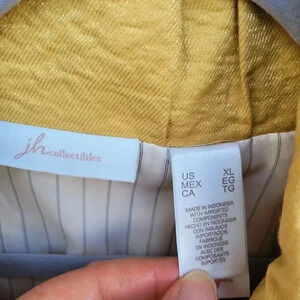 jh collectibles
US XL
MEX EG
CA TG
MADE IN INDONESIA
WITH IMPORTED
COMPONENTS
HECHO EN INDONESIA
CON INSUMOS
IMPORTADOS
FABRIQUÉ
EN INDONÉSIE
AVEC DES
COMPOSANTS
IMPORTÉS